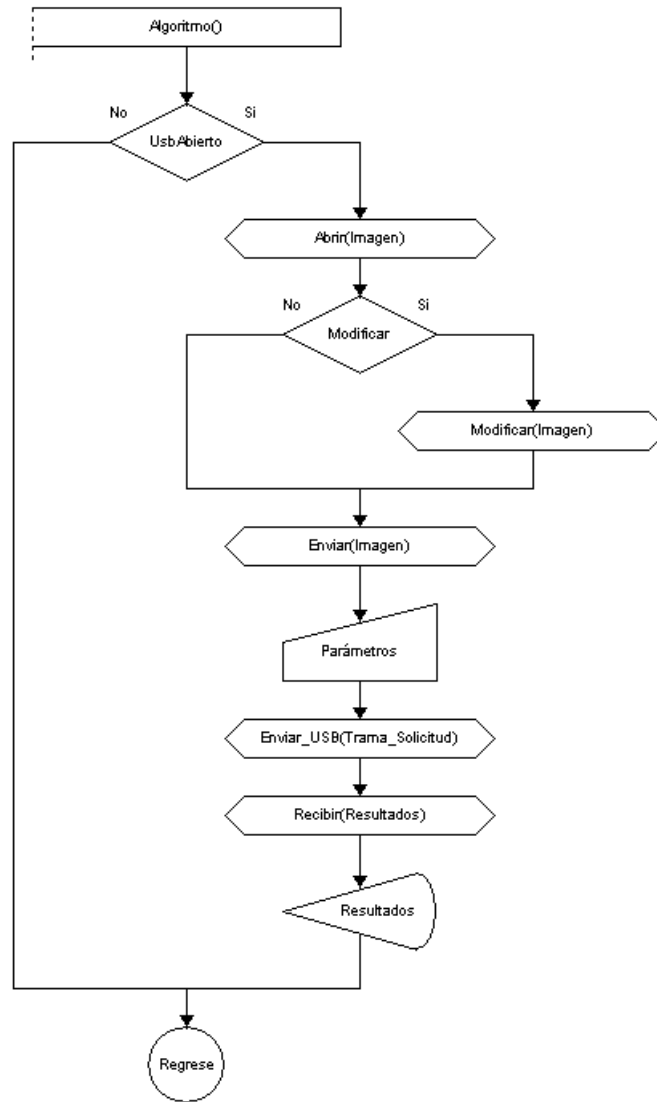 Algoritmo()
No
Si
UsbAbierto
Abrir(Imagen)
No
Si
Modificar
Modificar(Imagen)
Enviar(Imagen)
Parámetros
Enviar_USB(Trama_Solicitud)
Recibir(Resultados)
Resultados
Regrese